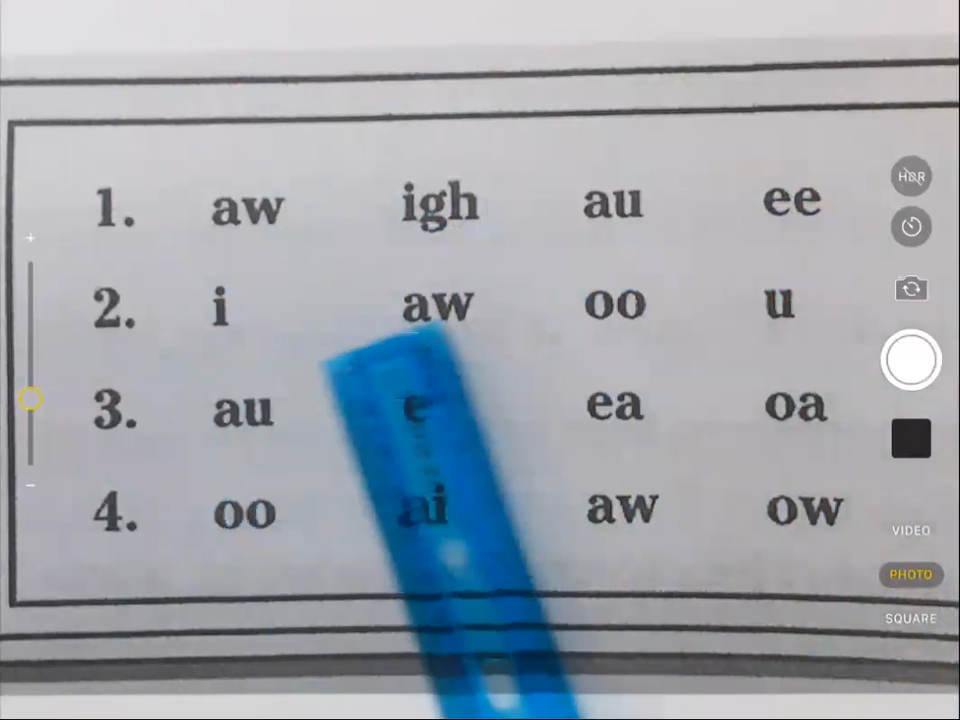 1. aw igh au ee
2. i aw oo u
3. au e ea oa
4. oo ai aw ow
HDR
VIDEO
PHOTO
SQUARE